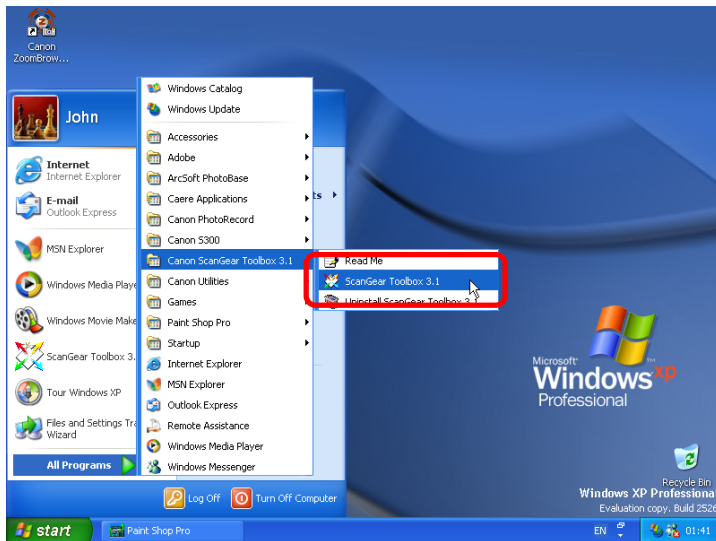 Canon
ZoomBrow...
John
Internet
Internet Explorer
E-mail
Outlook Express
MSN Explorer
Windows Media Playe
Windows Movie Make
ScanGear Toolbox 3.
Tour Windows XP
Files and Settings Tra
Wizard
All Programs
Windows Catalog
Windows Update
Accessories
Adobe
ArcSoft PhotoBase
Caere Applications
Canon PhotoRecord
Canon S300
Canon ScanGear Toolbox 3.1
Canon Utilities
Games
Paint Shop Pro
Startup
Internet Explorer
MSN Explorer
Outlook Express
Remote Assistance
Windows Media Player
Windows Messenger
ts
Read Me
ScanGear Toolbox 3.1
Uninstall ScanGear Toolbox 3.1
Log Off
Turn Off Computer
Microsoft
Windows xp
Professional
Recycle Bin
Windows XP Professiona
Evaluation copy. Build 2526
start
Paint Shop Pro
EN
01:41